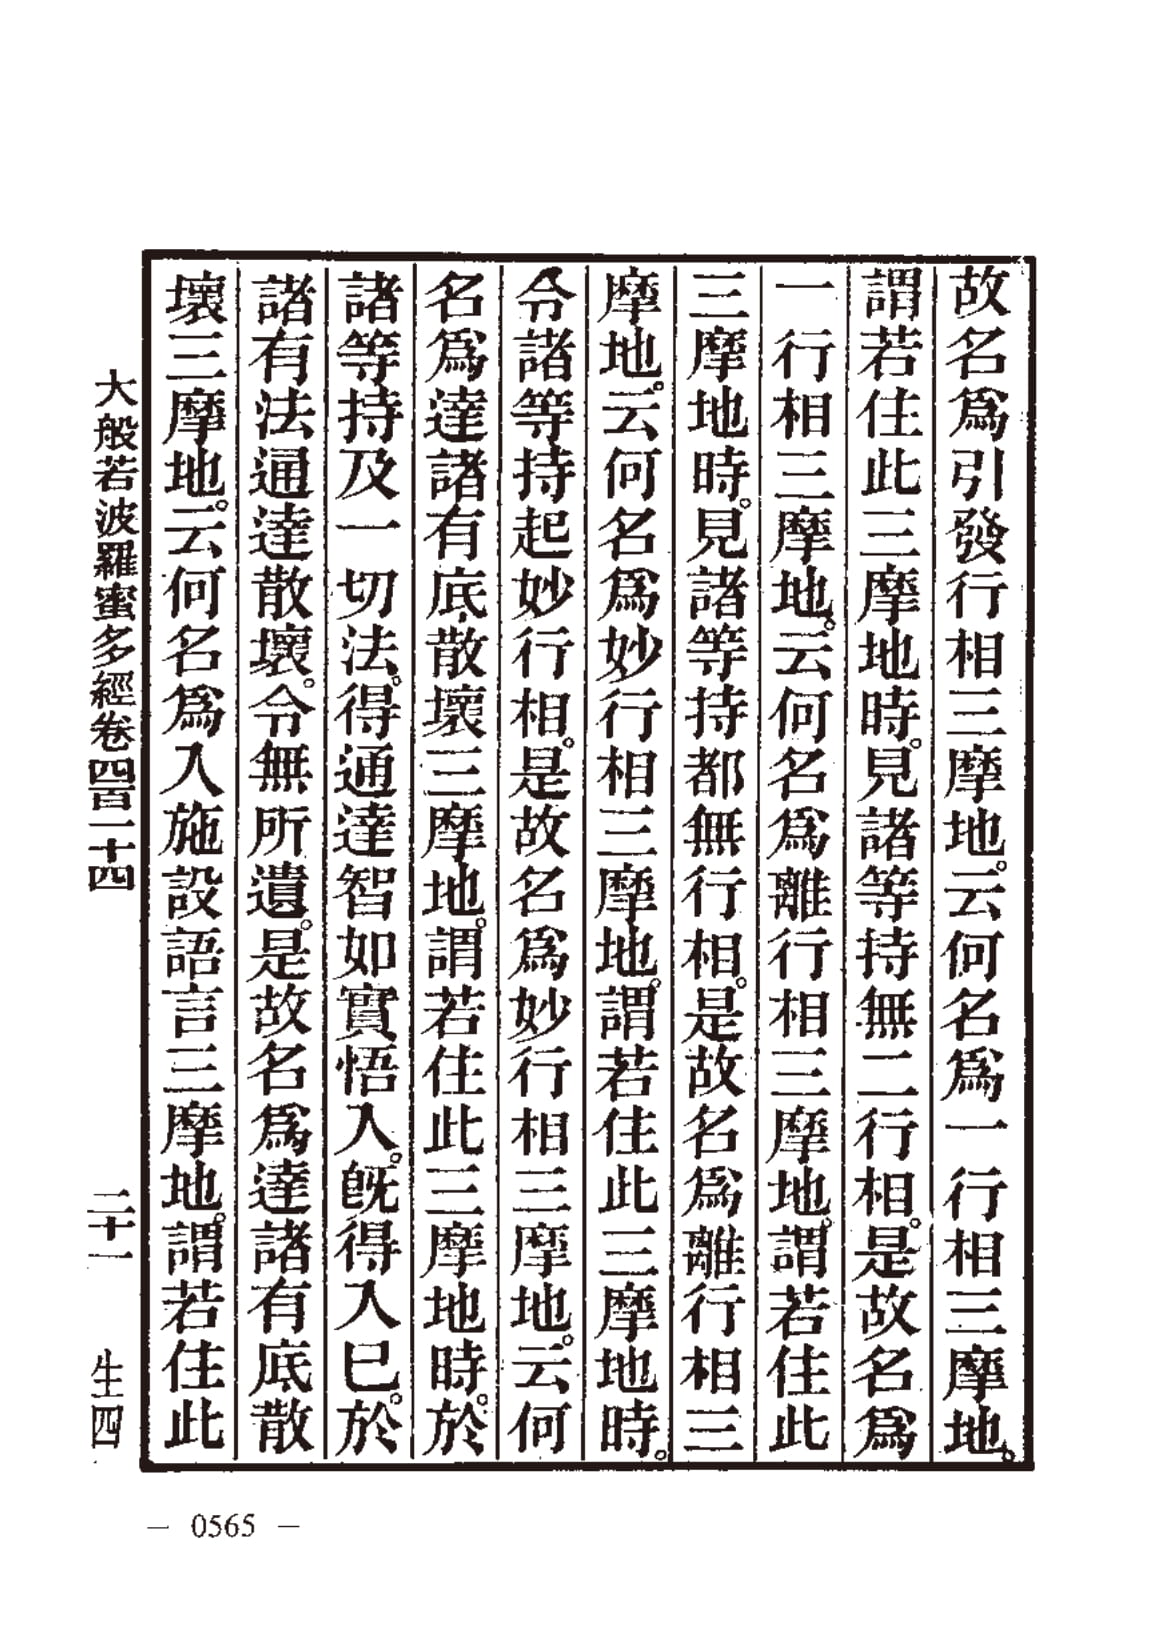 故名爲引發行相三摩地。云何名爲一行相三摩地。
謂若住此三摩地時。見諸等持無二行相。是故名爲
一行相三摩地。云何名爲離行相三摩地。謂若住此
三摩地時。見諸等持都無行相。是故名爲離行相三
摩地。云何名爲妙行相三摩地。謂若住此三摩地時。
令諸等持起妙行相。是故名爲妙行相三摩地。云何
名爲達諸有底散壞三摩地。謂若住此三摩地時。於
諸等持及一切法。得通達智如實悟入。旣得入已。於
諸有法通達散壞。令無所遺。是故名爲達諸有底散
壞三摩地。云何名爲入施設語言三摩地。謂若住此
大般若波羅蜜多經卷四百一十四 二十一 生四
— 0565 —